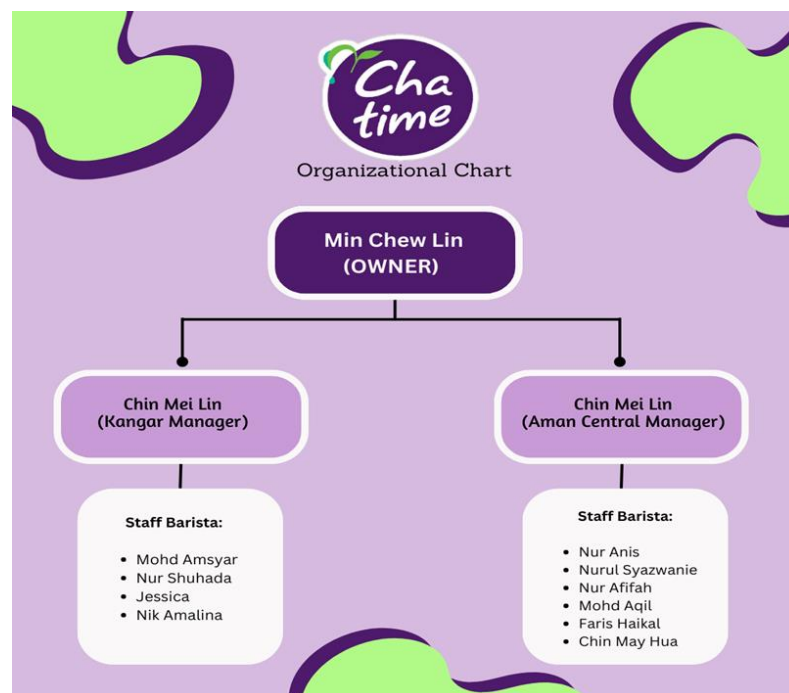 Cha
time
Organizational Chart
Min Chew Lin
(OWNER)
Chin Mei Lin
(Kangar Manager)
Staff Barista:
• Mohd Amsyar
• Nur Shuhada
• Jessica
• Nik Amalina
Chin Mei Lin
(Aman Central Manager)
Staff Barista:
• Nur Anis
• Nurul Syazwanie
• Nur Afifah
• Mohd Aqil
• Faris Haikal
• Chin May Hua